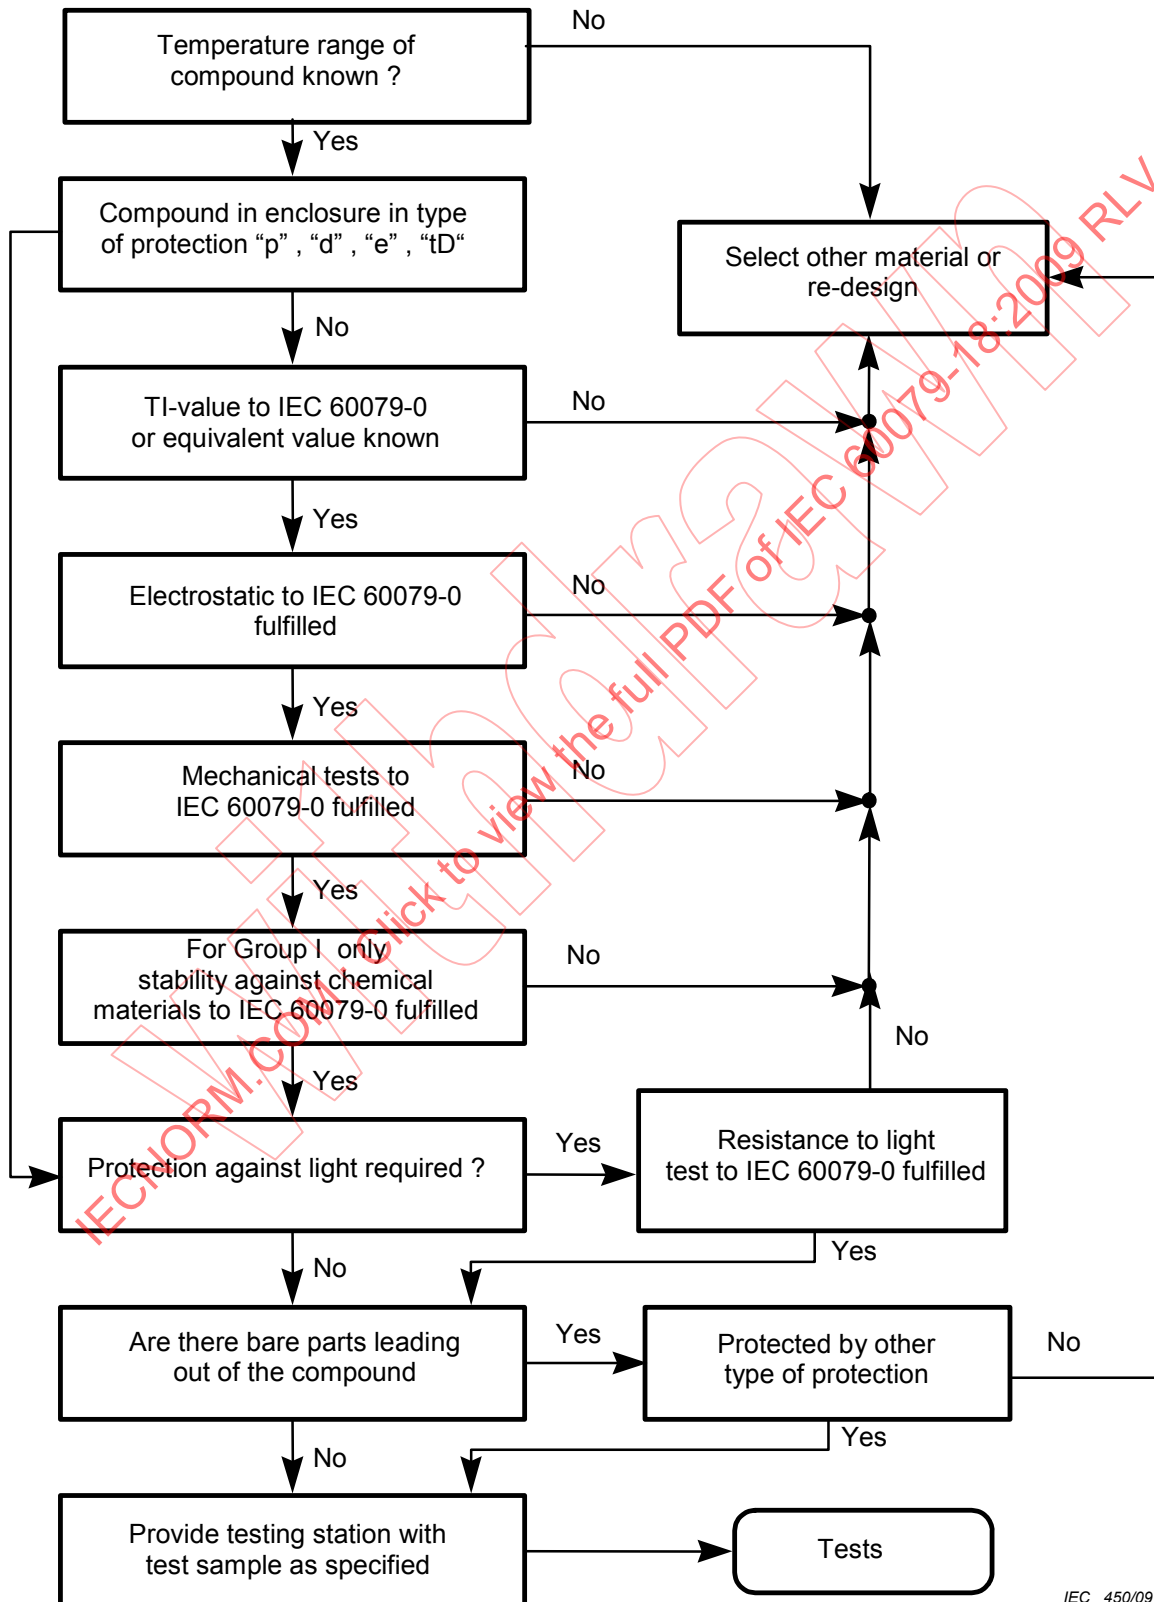 No
Temperature range of
compound known ?
Yes
Compound in enclosure in type
of protection “p” , “d” , “e” , “tD“
Select other material or
re-design
No
TI-value to IEC 60079-0
or equivalent value known
No
Yes
Electrostatic to IEC 60079-0
fulfilled
No
Yes
Mechanical tests to
IEC 60079-0 fulfilled
No
Yes
For Group I only
stability against chemical
materials to IEC 60079-0 fulfilled
No
No
Yes
Protection against light required ?
Yes
Resistance to light
test to IEC 60079-0 fulfilled
No
Yes
Are there bare parts leading
out of the compound
Yes
Protected by other
type of protection
No
No
Yes
Provide testing station with
test sample as specified
Tests
IEC 450/09
withdrawn
IECNORM.COM : Click to view the full PDF of IEC 60079-18:2009 RLV